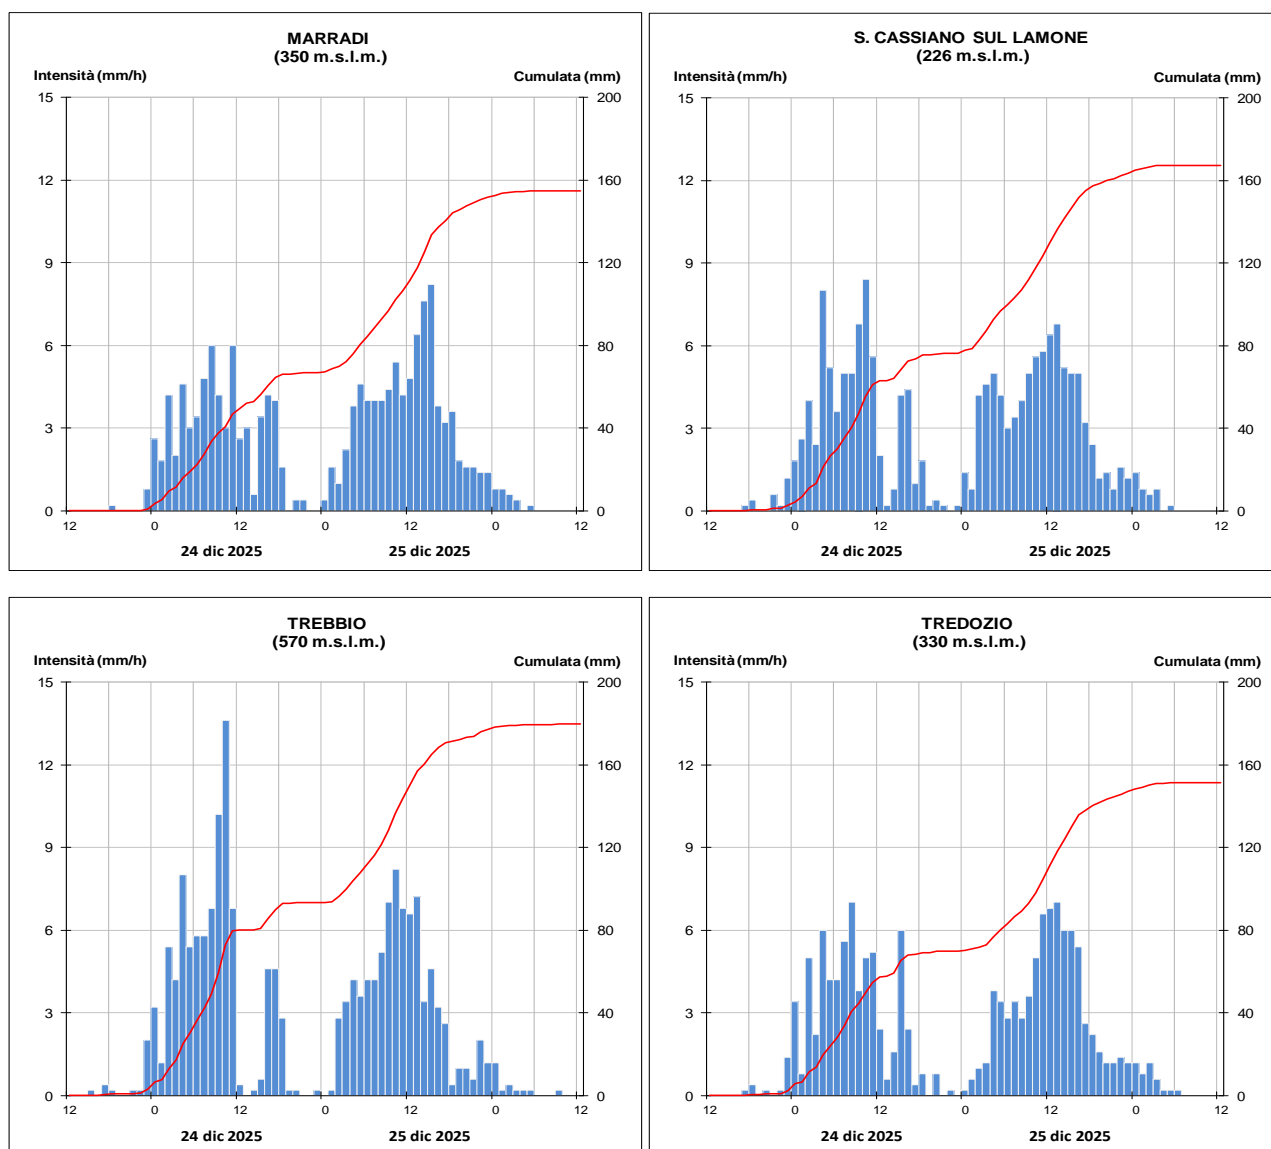 MARRADI
(350 m.s.l.m.)
Intensità (mm/h) Cumulata (mm)
15 200
12 160
9 120
6 80
3 40
0 0
12 0 12 0 12 0 12
24 dic 2025 25 dic 2025
S. CASSIANO SUL LAMONE
(226 m.s.l.m.)
Intensità (mm/h) Cumulata (mm)
15 200
12 160
9 120
6 80
3 40
0 0
12 0 12 0 12 0 12
24 dic 2025 25 dic 2025
TREBBIO
(570 m.s.l.m.)
Intensità (mm/h) Cumulata (mm)
15 200
12 160
9 120
6 80
3 40
0 0
12 0 12 0 12 0 12
24 dic 2025 25 dic 2025
TREDOZIO
(330 m.s.l.m.)
Intensità (mm/h) Cumulata (mm)
15 200
12 160
9 120
6 80
3 40
0 0
12 0 12 0 12 0 12
24 dic 2025 25 dic 2025